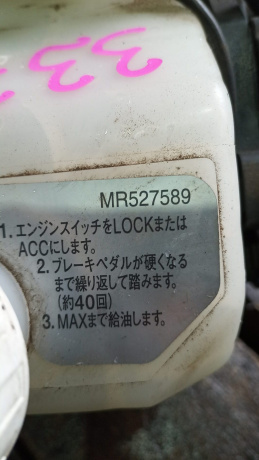 33
MR527589
1. エンジンスイッチをLOCKまたは
ACCにします。
2. ブレーキペダルが硬くなる
まで繰り返して踏みます。
(約40回)
3. MAXまで給油します。